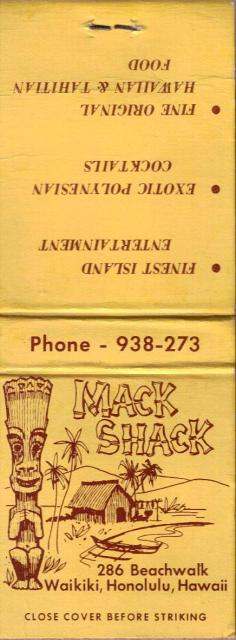 • FINEST ISLAND
ENTERTAINMENT
• EXOTIC POLYNESIAN
COCKTAILS
• FINE ORIGINAL
HAWAIIAN & TAHITIAN
FOOD
Phone - 938-273
MACK
SHACK
286 Beachwalk
Waikiki, Honolulu, Hawaii
CLOSE COVER BEFORE STRIKING